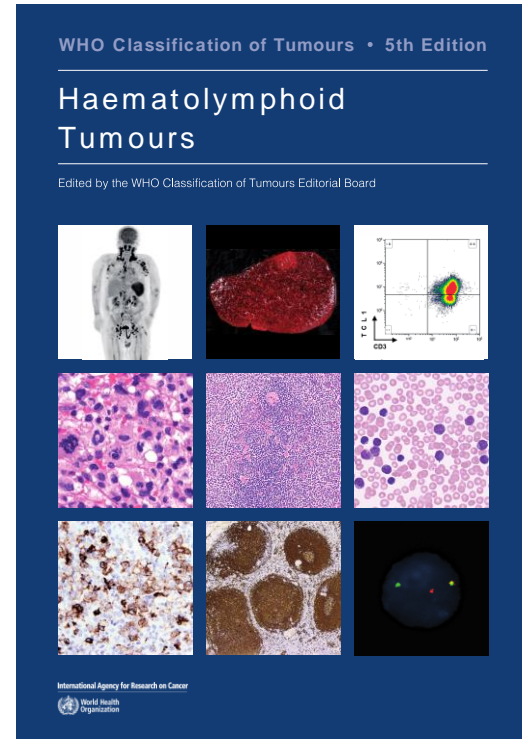 WHO Classification of Tumours • 5th Edition
Haematolymphoid
Tumours
Edited by the WHO Classification of Tumours Editorial Board
TCL1
CD3
International Agency for Research on Cancer
World Health
Organization